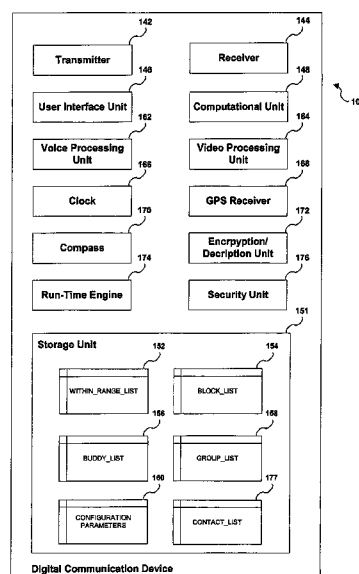 142
144
Transmitter
Receiver
10
146
148
User Interface Unit
Computational Unit
162
164
Voice Processing
Unit
Video Processing
Unit
166
168
Clock
GPS Receiver
170
172
Compass
Encrpyption/
Decription Unit
174
176
Run-Time Engine
Security Unit
151
Storage Unit
152
154
WITHIN_RANGE_LIST
BLOCK_LIST
156
158
BUDDY_LIST
GROUP_LIST
160
177
CONFIGURATION
PARAMETERS
CONTACT_LIST
Digital Communication Device